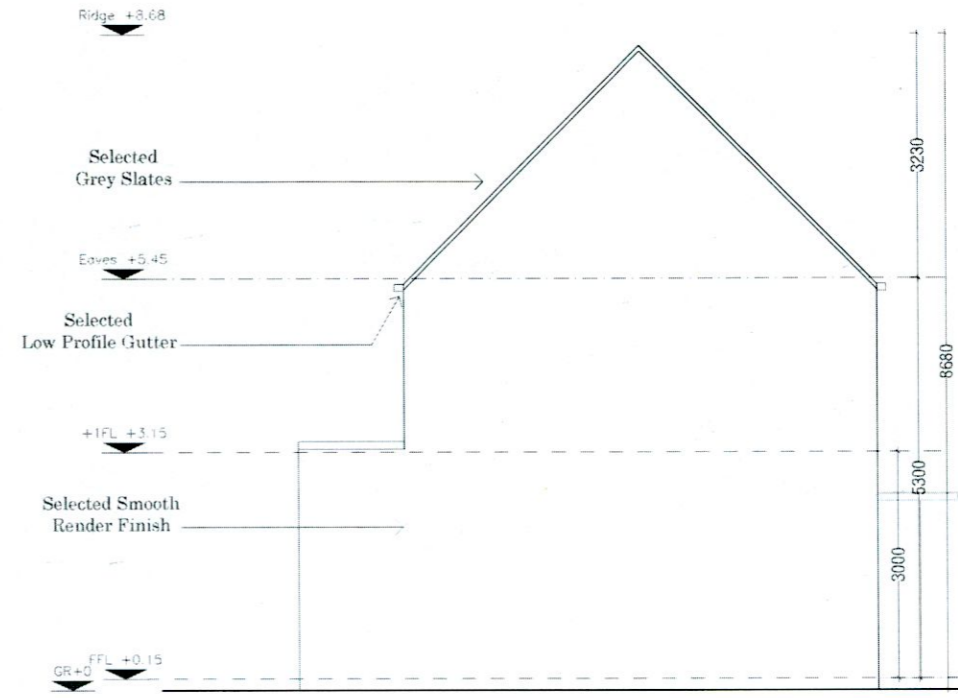 Ridge +8.68
Selected
Grey Slates
3230
Eaves +5.45
Selected
Low Profile Gutter
8680
+1FL +3.15
5300
Selected Smooth
Render Finish
3000
FFL +0.15
GR+0